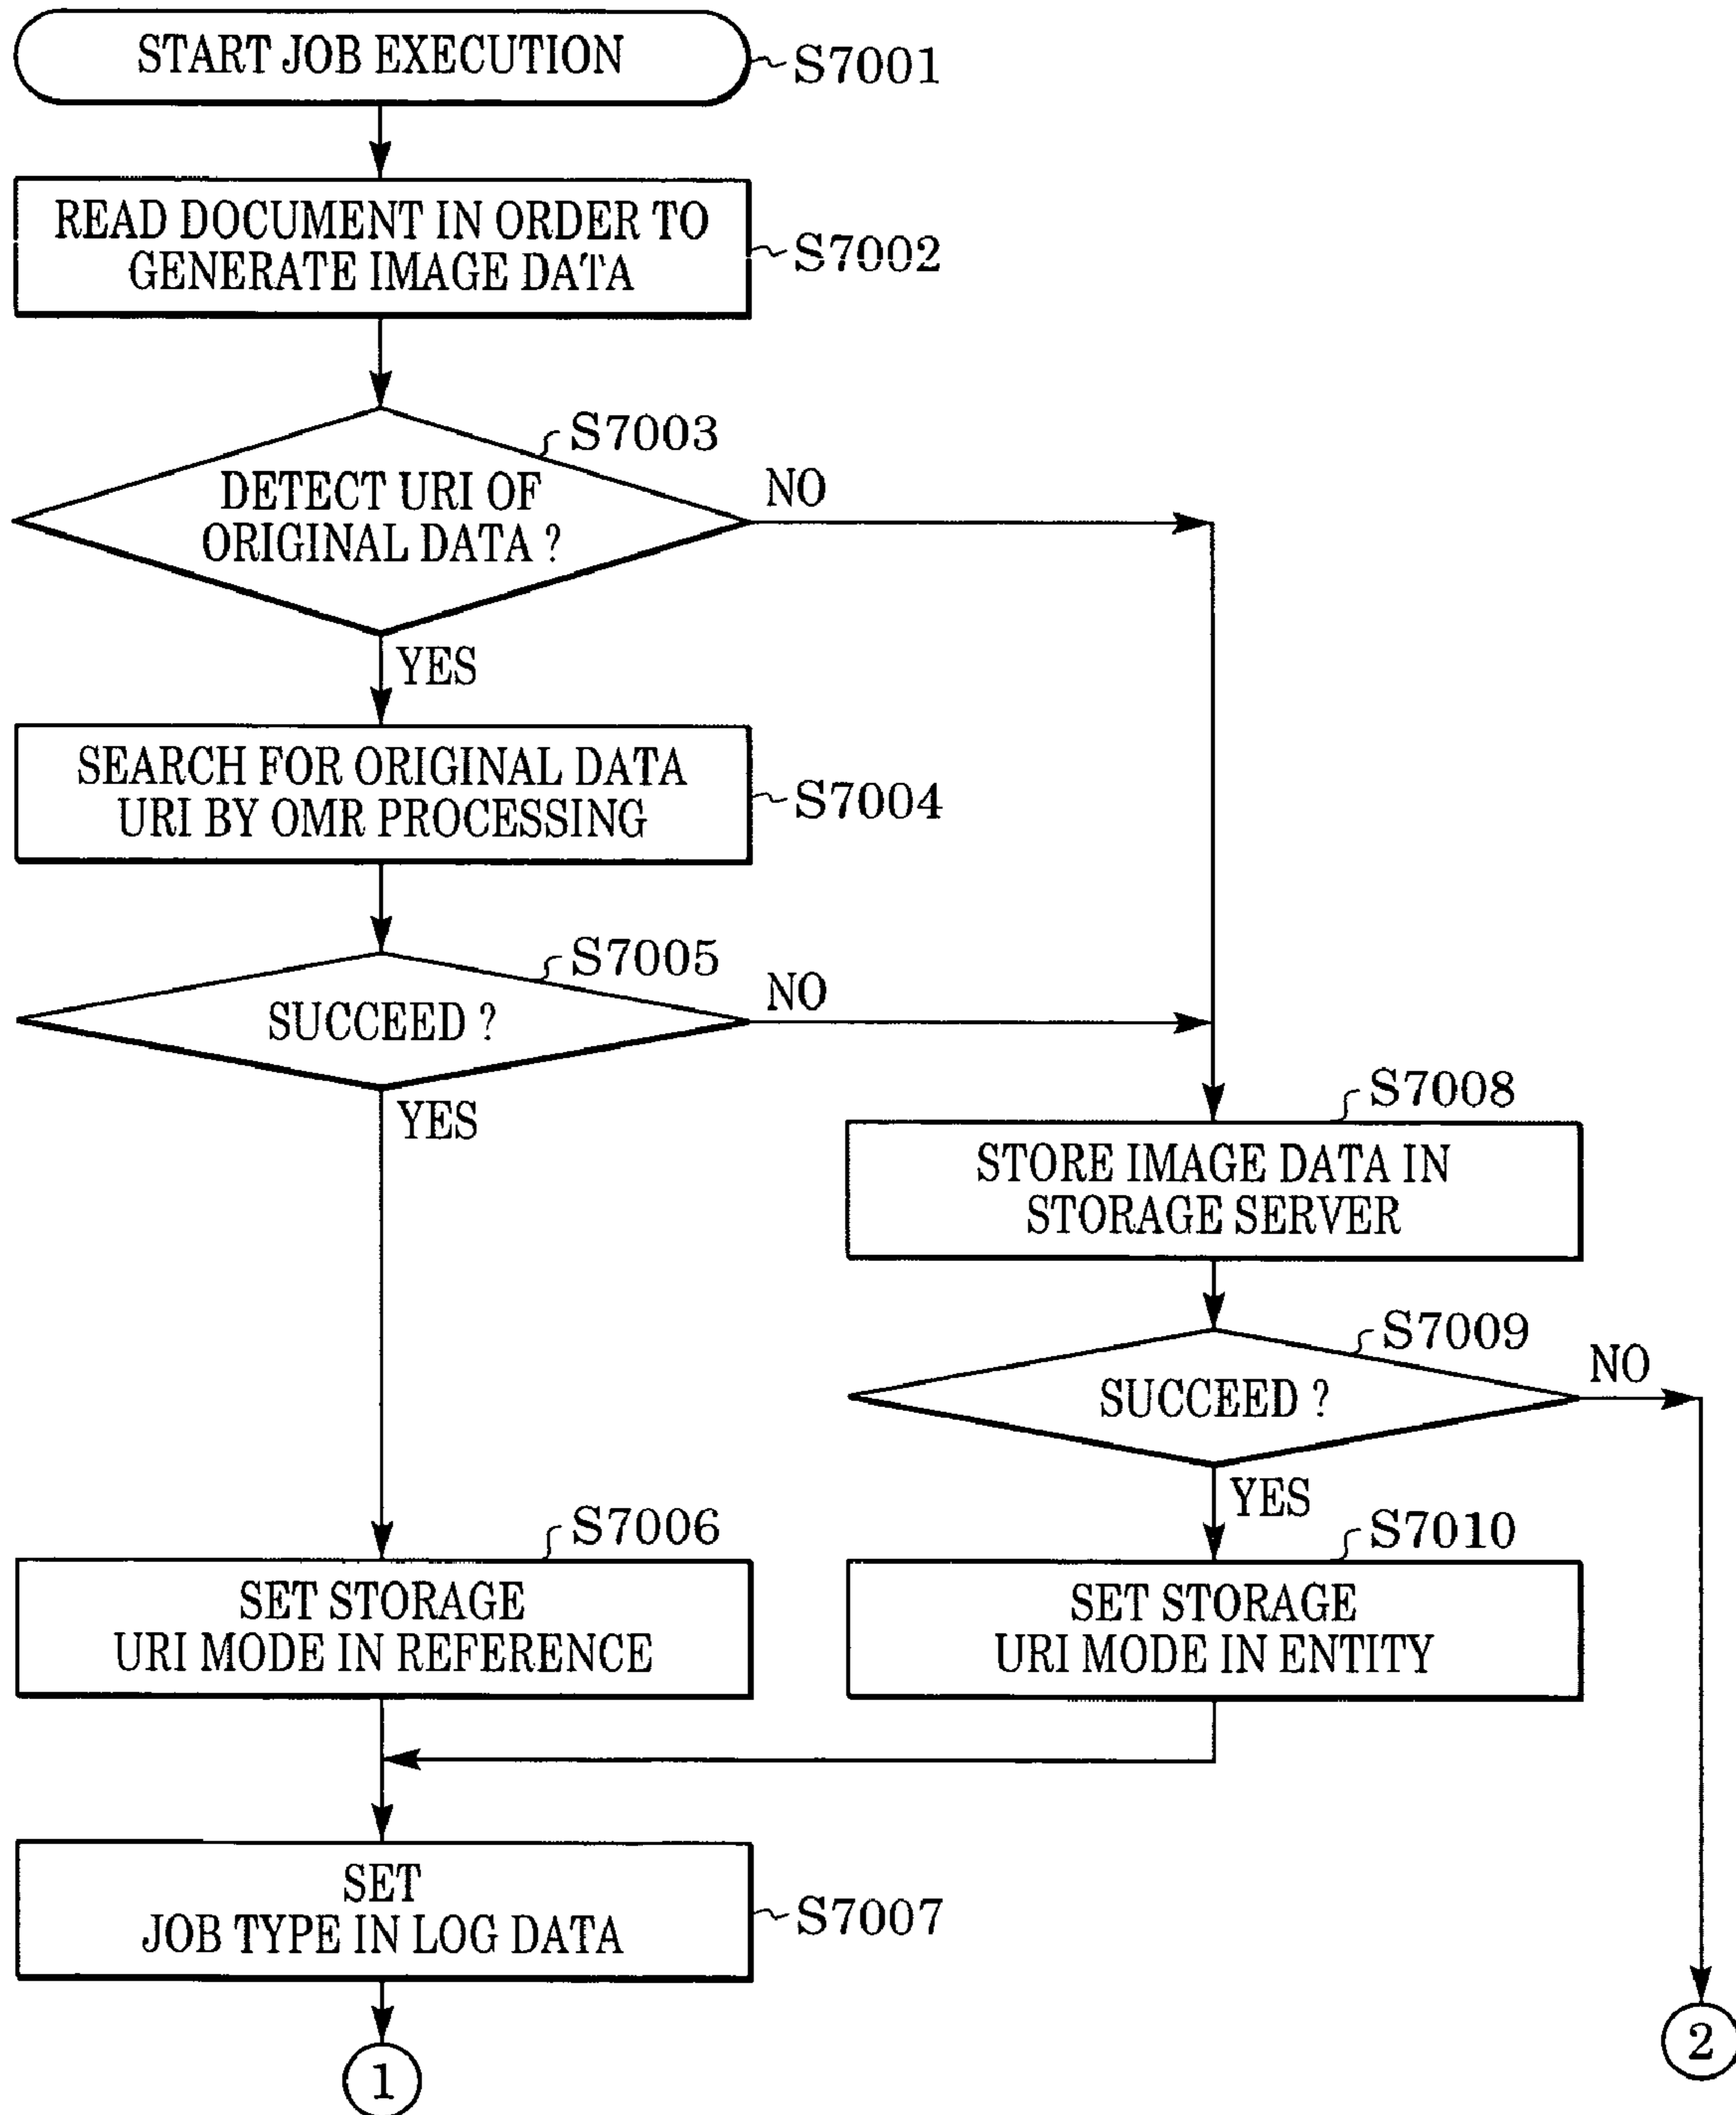 START JOB EXECUTION
S7001
READ DOCUMENT IN ORDER TO
GENERATE IMAGE DATA
S7002
S7003
DETECT URI OF
ORIGINAL DATA ?
NO
YES
SEARCH FOR ORIGINAL DATA
URI BY OMR PROCESSING
S7004
S7005
SUCCEED ?
NO
YES
S7008
STORE IMAGE DATA IN
STORAGE SERVER
S7009
SUCCEED ?
NO
YES
S7006
SET STORAGE
URI MODE IN REFERENCE
S7010
SET STORAGE
URI MODE IN ENTITY
SET
JOB TYPE IN LOG DATA
S7007
1
2